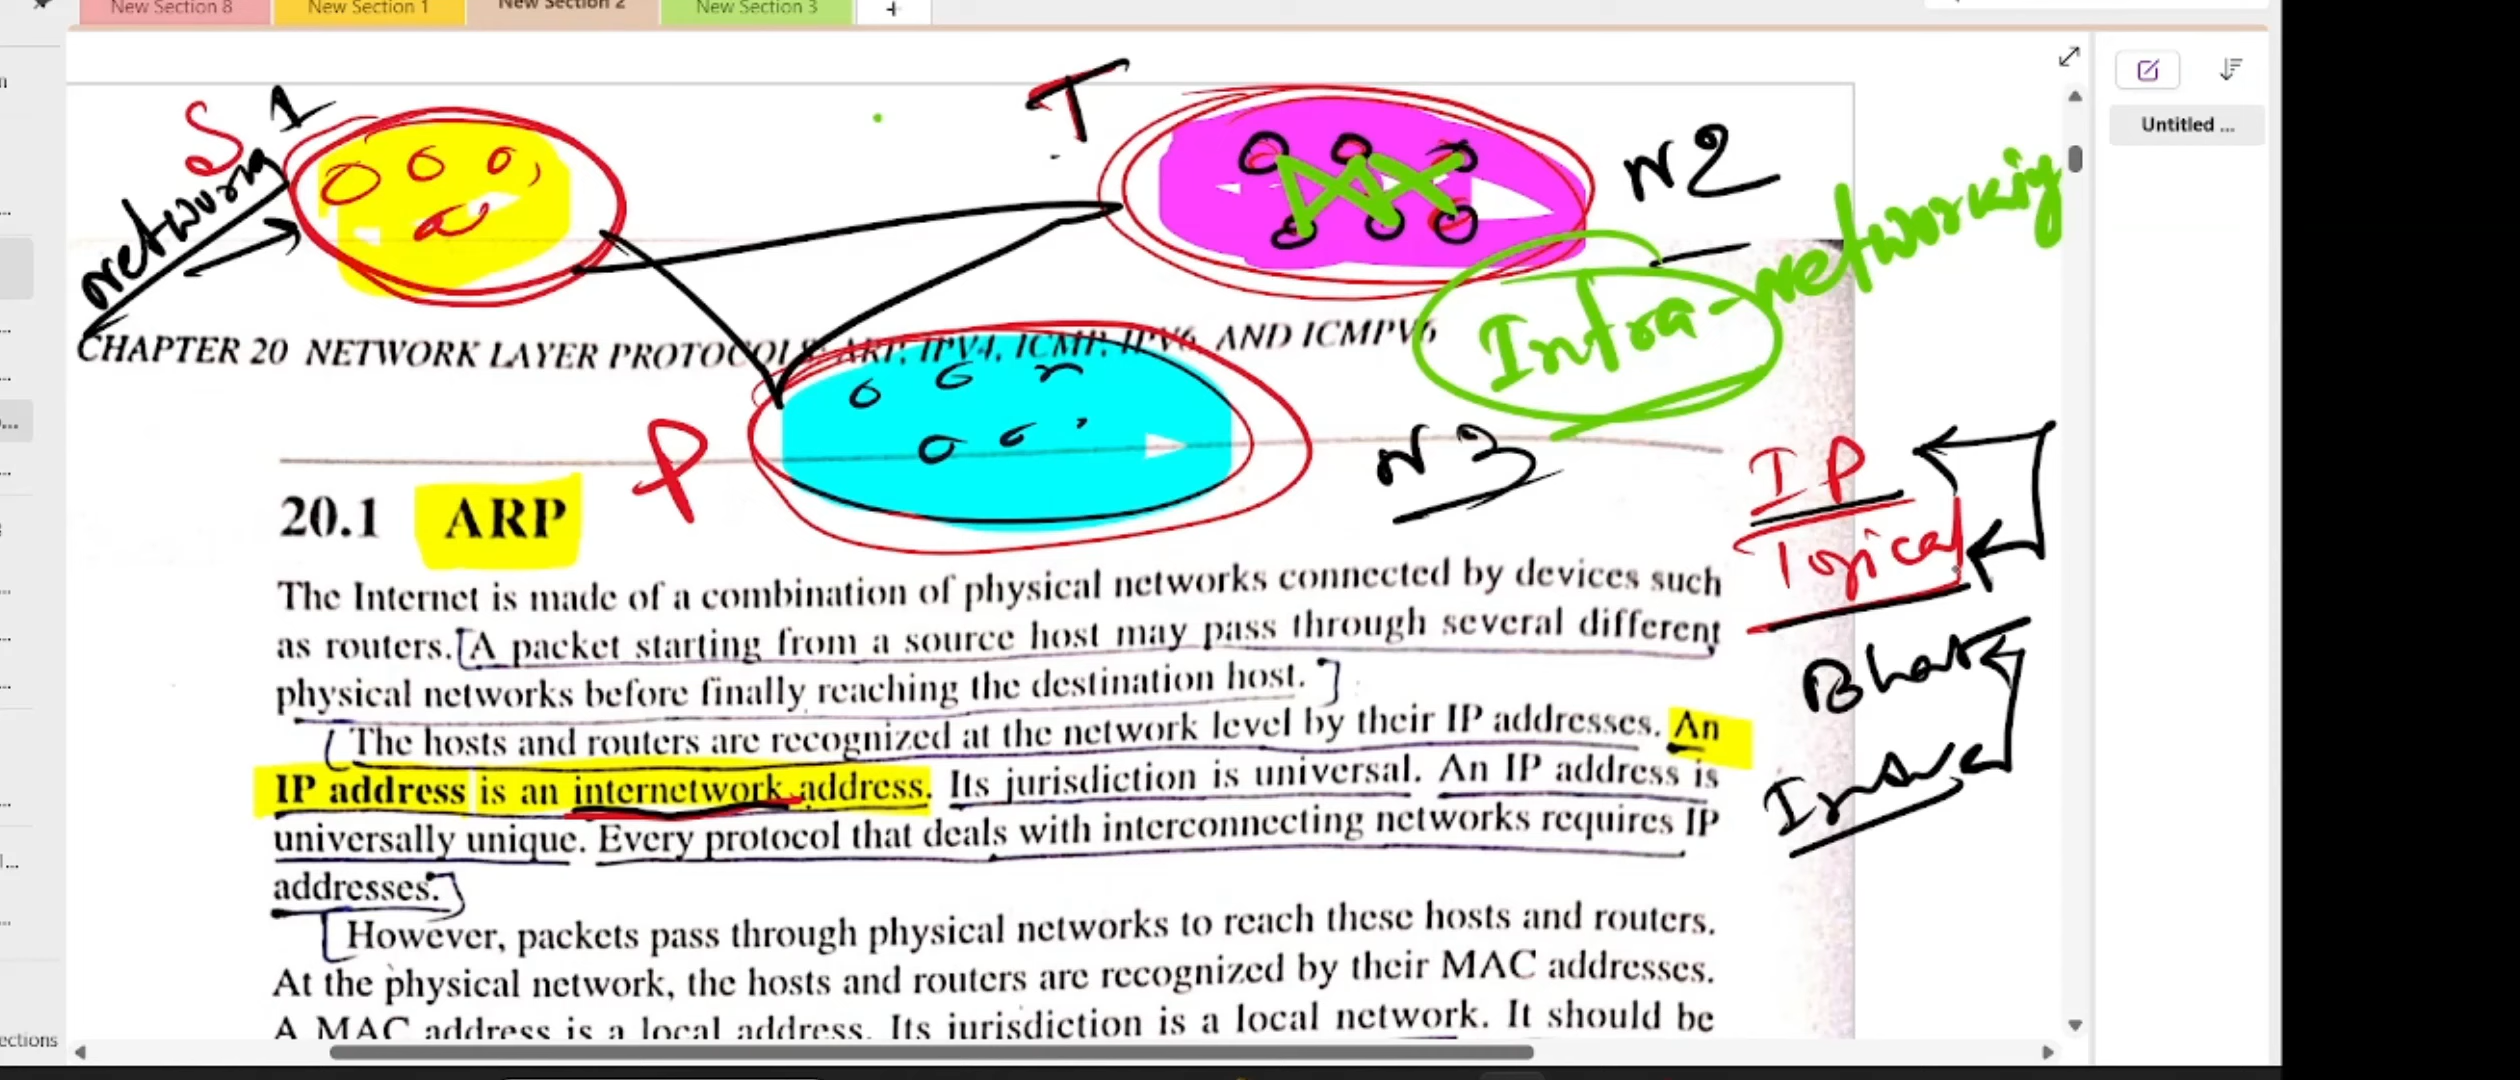 New Section 8
New Section 1
New Section 2
New Section 3
+
Untitled ...
S 1
T
N2
Networking
Intra-networking
CHAPTER 20 NETWORK LAYER PROTOCOLS: ARP, IPV4, ICMP, IPV6, AND ICMPV6
P
N3
IP
logical
20.1 ARP
The Internet is made of a combination of physical networks connected by devices such
as routers. [A packet starting from a source host may pass through several different
physical networks before finally reaching the destination host.]
[The hosts and routers are recognized at the network level by their IP addresses. An
IP address is an internetwork address. Its jurisdiction is universal. An IP address is
universally unique. Every protocol that deals with interconnecting networks requires IP
addresses.]
[However, packets pass through physical networks to reach these hosts and routers.
At the physical network, the hosts and routers are recognized by their MAC addresses.
A MAC address is a local address. Its jurisdiction is a local network. It should be
ections